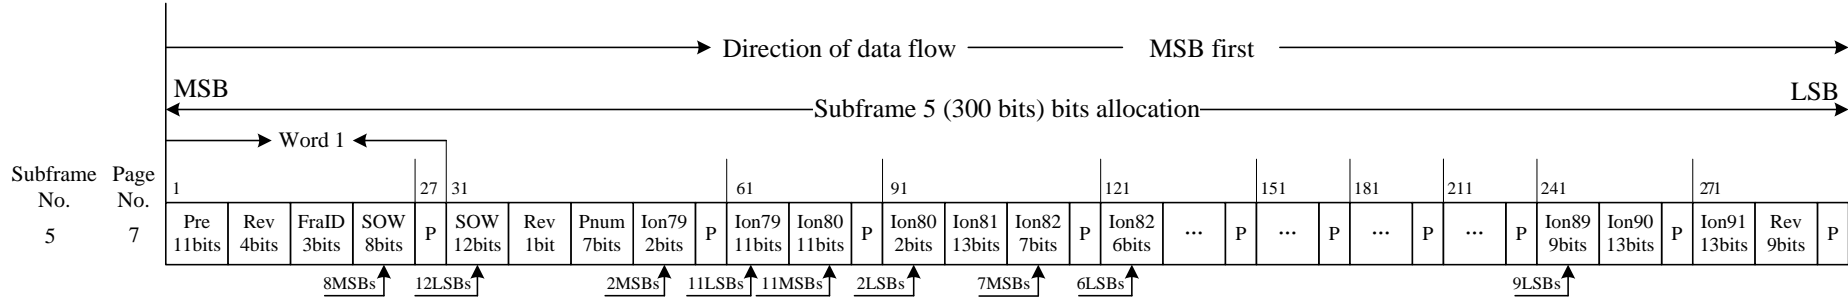 Direction of data flow MSB first
MSB LSB
Subframe 5 (300 bits) bits allocation
Word 1
Subframe No. Page No.
1 27 31 61 91 121 151 181 211 241 271
5 7
Pre 11bits
Rev 4bits
FraID 3bits
SOW 8bits
P
SOW 12bits
Rev 1bit
Pnum 7bits
Ion79 2bits
P
Ion79 11bits
Ion80 11bits
P
Ion80 2bits
Ion81 13bits
Ion82 7bits
P
Ion82 6bits
...
P
...
P
...
P
...
P
Ion89 9bits
Ion90 13bits
P
Ion91 13bits
Rev 9bits
P
8MSBs 12LSBs 2MSBs 11LSBs 11MSBs 2LSBs 7MSBs 6LSBs 9LSBs